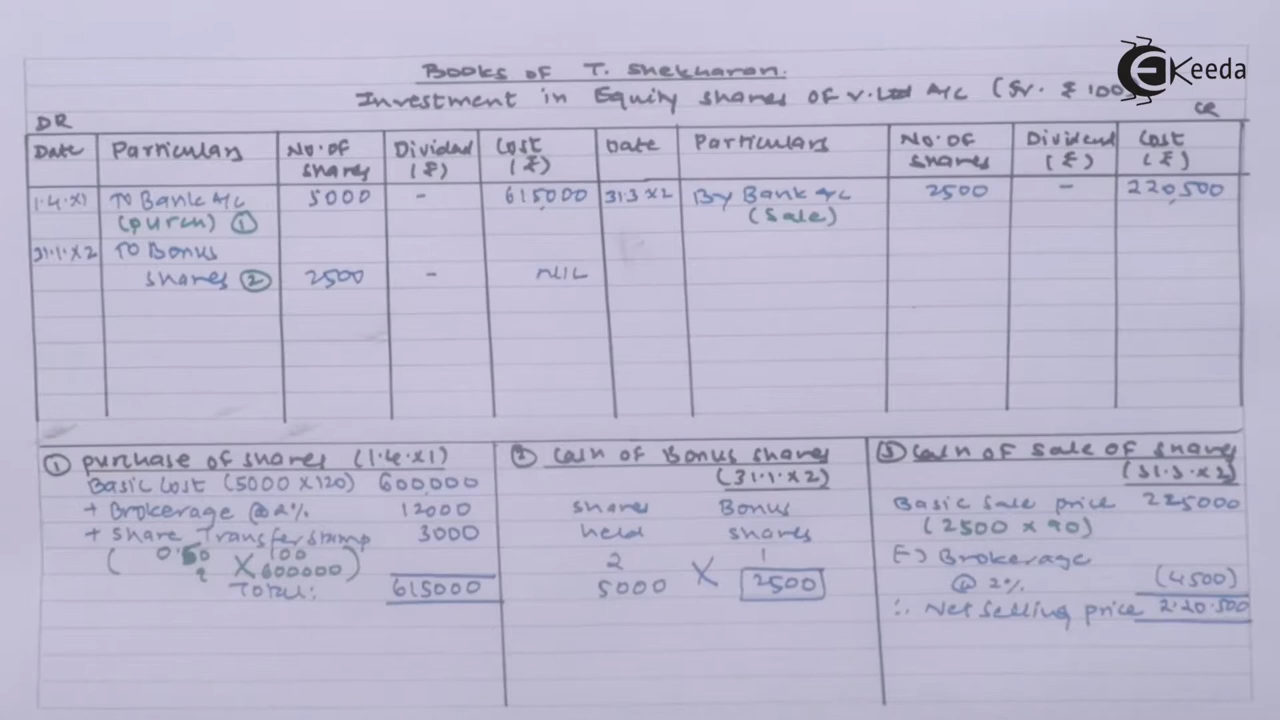 Books of T. Shekharan.
Investment in Equity shares of V. Ltd A/c (FV. ₹ 100)
EKeeda
DR CR
Date Particulars No. of shares Dividend (₹) Cost (₹) Date Particulars No. of shares Dividend (₹) Cost (₹)
1.4.X1 To Bank A/c 5000 - 615000 31.3.X2 By Bank A/c 2500 - 220,500
(purch) ① (Sale)
31.1.X2 To Bonus
shares ② 2500 - NIL
① Purchase of shares (1.4.X1)
Basic Cost (5000 X 120) 600,000
+ Brokerage @ 2% 12000
+ Share Transfer stamp 3000
( 0.50 / 100 X 600000)
Total: 615000
② Caln of Bonus shares
(31.1.X2)
shares Bonus
held shares
2 1
5000 X 2500
③ Caln of Sale of shares
(31.3.X2)
Basic Sale price 225000
(2500 X 90)
(-) Brokerage
@ 2% (4500)
∴ Net selling price 2,20,500